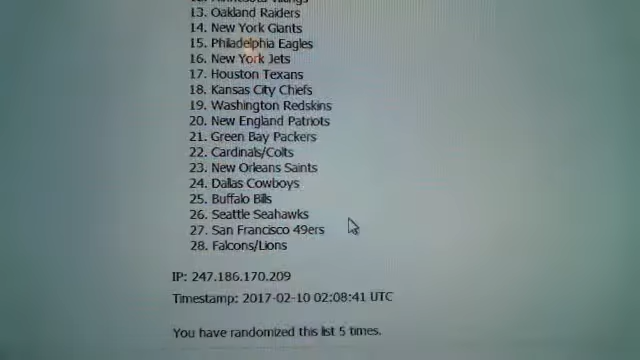 12. Minnesota Vikings
13. Oakland Raiders
14. New York Giants
15. Philadelphia Eagles
16. New York Jets
17. Houston Texans
18. Kansas City Chiefs
19. Washington Redskins
20. New England Patriots
21. Green Bay Packers
22. Cardinals/Colts
23. New Orleans Saints
24. Dallas Cowboys
25. Buffalo Bills
26. Seattle Seahawks
27. San Francisco 49ers
28. Falcons/Lions
IP: 247.186.170.209
Timestamp: 2017-02-10 02:08:41 UTC
You have randomized this list 5 times.